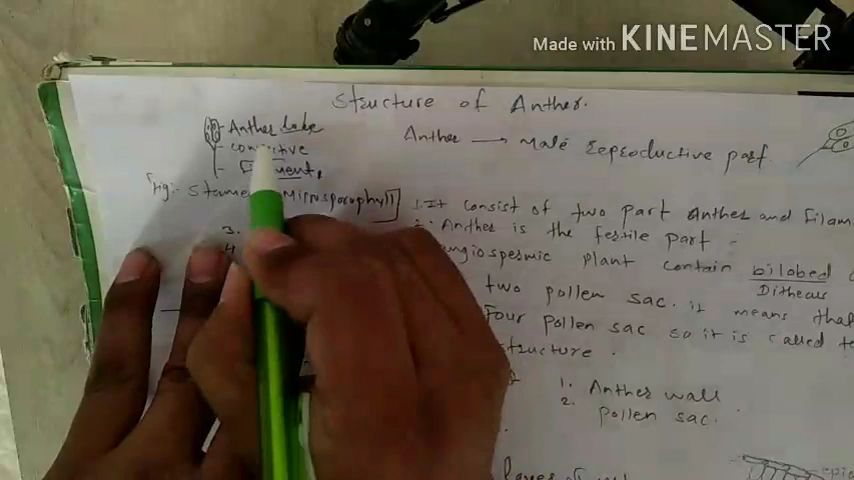 Made with KINEMASTER
Structure of Anther.
Anther Lobe
Anther → Male Reproductive part.
connective
Fig:- Stamen Microsporophyll]
1. It consist of two part Anther and Filam
3.
2. Anther is the fertile part
4
angiospermic plant contain bilobed
Dithecus
two pollen sac. it means that
Four pollen sac so it is called te
structure.
1. Anther wall
2. Pollen sac.